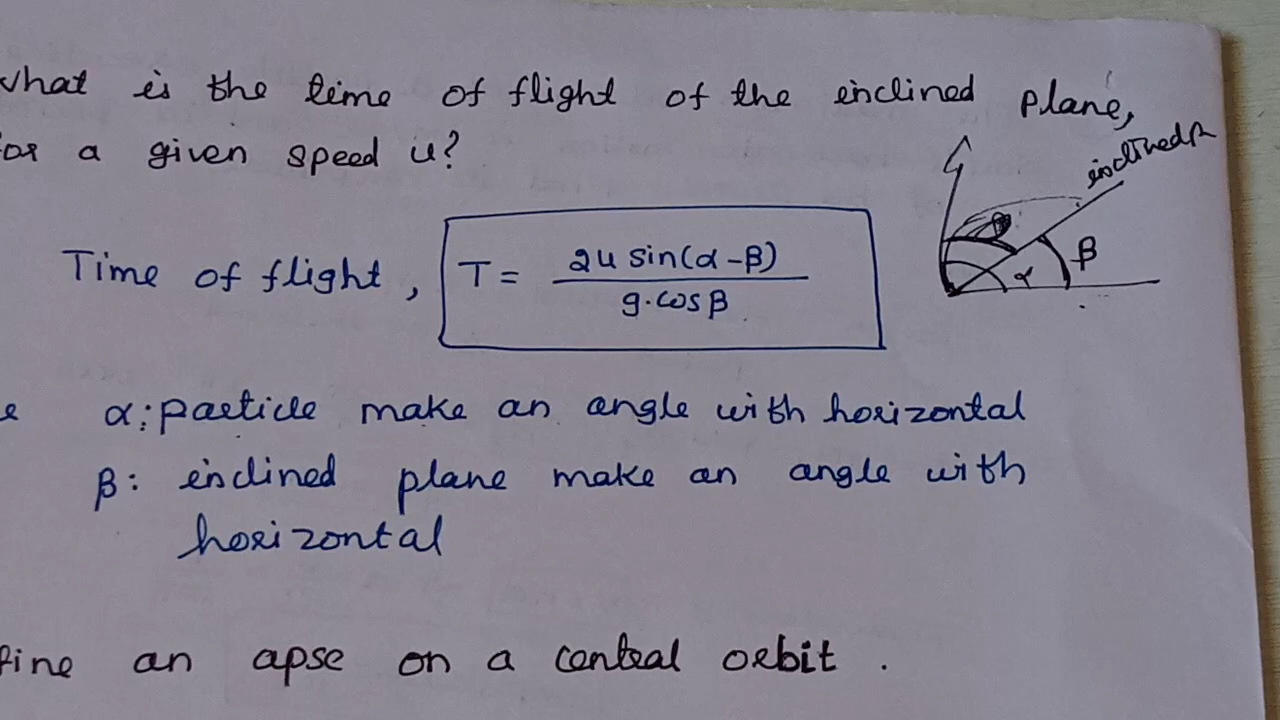 what is the time of flight of the inclined plane,
for a given speed u?
inclined
Time of flight, T = 2u sin(α-β) / g.cosβ
α β
α: particle make an angle with horizontal
β: inclined plane make an angle with
horizontal
fine an apse on a central orbit.